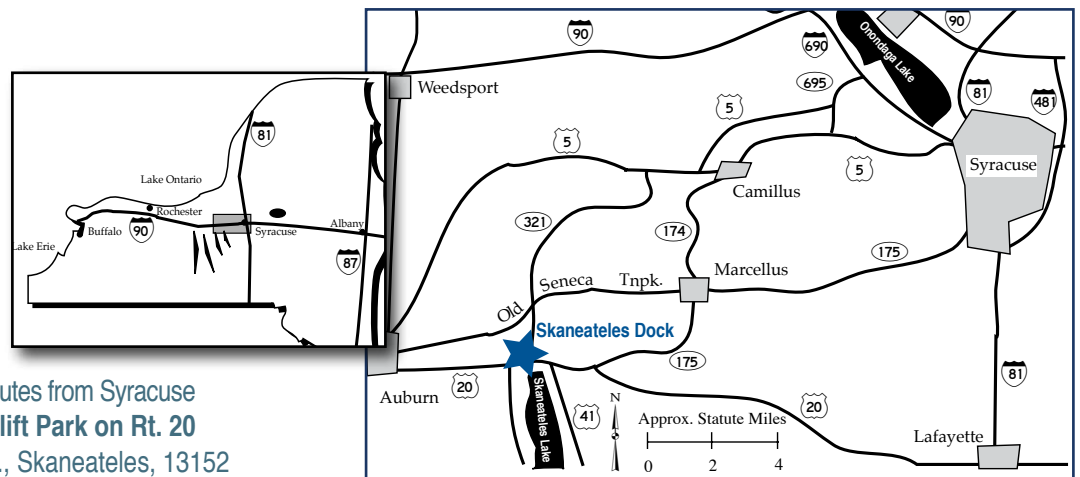 90
690
Onondaga Lake
90
695
81
481
Weedsport
5
5
Syracuse
5
Camillus
321
174
175
Marcellus
Old Seneca Tnpk.
Skaneateles Dock
175
Auburn
20
Skaneateles Lake
41
N
Approx. Statute Miles
0 2 4
20
81
Lafayette
81
Lake Ontario
Rochester
Buffalo
90
Syracuse
Albany
Lake Erie
87
utes from Syracuse
lift Park on Rt. 20
., Skaneateles, 13152